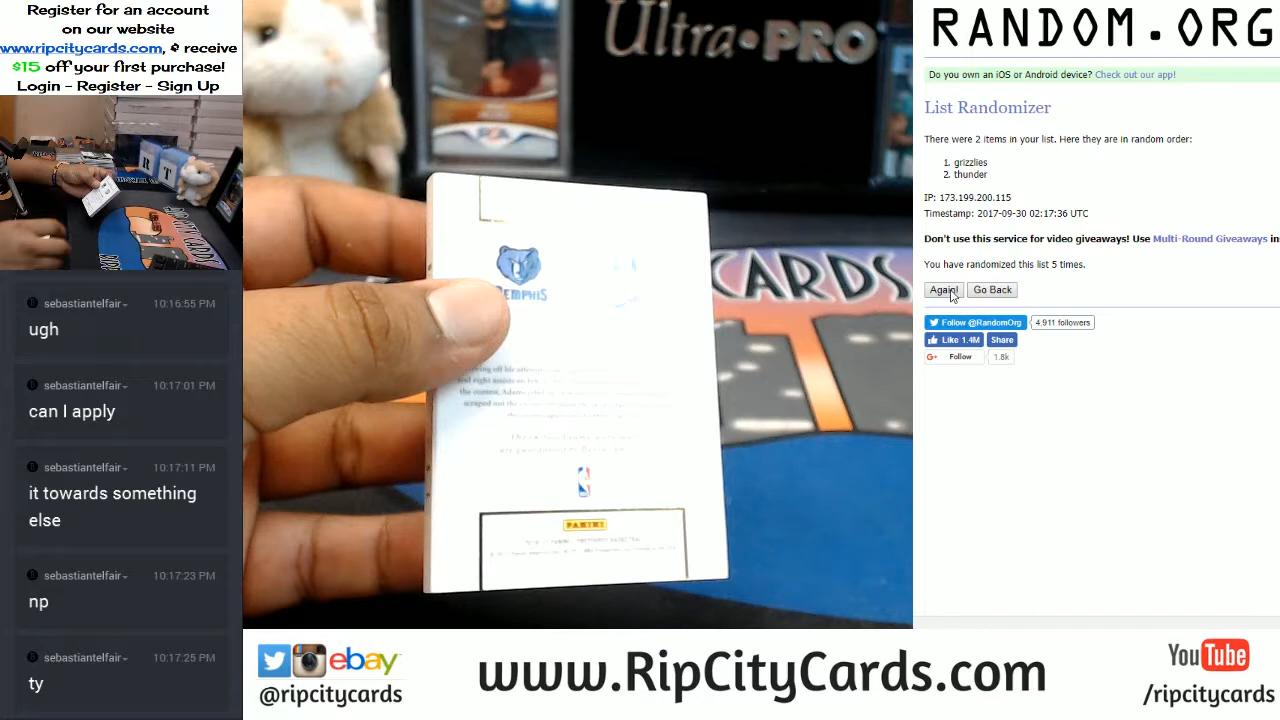 Register for an account
on our website
www.ripcitycards.com, & receive
$15 off your first purchase!
Login - Register - Sign Up
sebastiantelfair 10:16:55 PM
ugh
sebastiantelfair 10:17:01 PM
can I apply
sebastiantelfair 10:17:11 PM
it towards something
else
sebastiantelfair 10:17:23 PM
np
sebastiantelfair 10:17:25 PM
ty
Ultra•PRO
CARDS
PANINI
RANDOM.ORG
Do you own an iOS or Android device? Check out our app!
List Randomizer
There were 2 items in your list. Here they are in random order:
1. grizzlies
2. thunder
IP: 173.199.200.115
Timestamp: 2017-09-30 02:17:36 UTC
Don't use this service for video giveaways! Use Multi-Round Giveaways in
You have randomized this list 5 times.
Again! Go Back
Follow @RandomOrg 4,911 followers
Like 1.4M Share
G+ Follow 1.8k
ebay
@ripcitycards
www.RipCityCards.com
YouTube
/ripcitycards